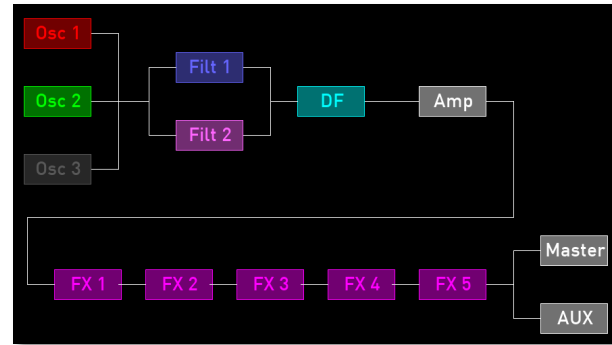 Osc 1
Filt 1
Osc 2
DF
Amp
Filt 2
Osc 3
Master
FX 1
FX 2
FX 3
FX 4
FX 5
AUX